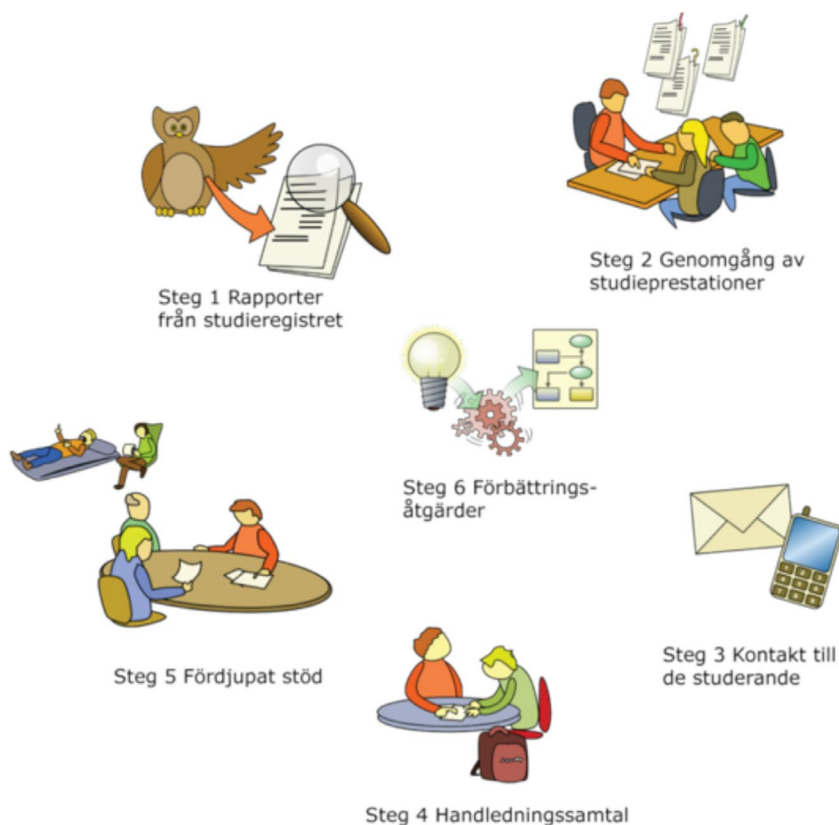 Steg 1 Rapporter
från studieregistret
Steg 2 Genomgång av
studieprestationer
Steg 3 Kontakt till
de studerande
Steg 4 Handledningssamtal
Steg 5 Fördjupat stöd
Steg 6 Förbättrings-
åtgärder